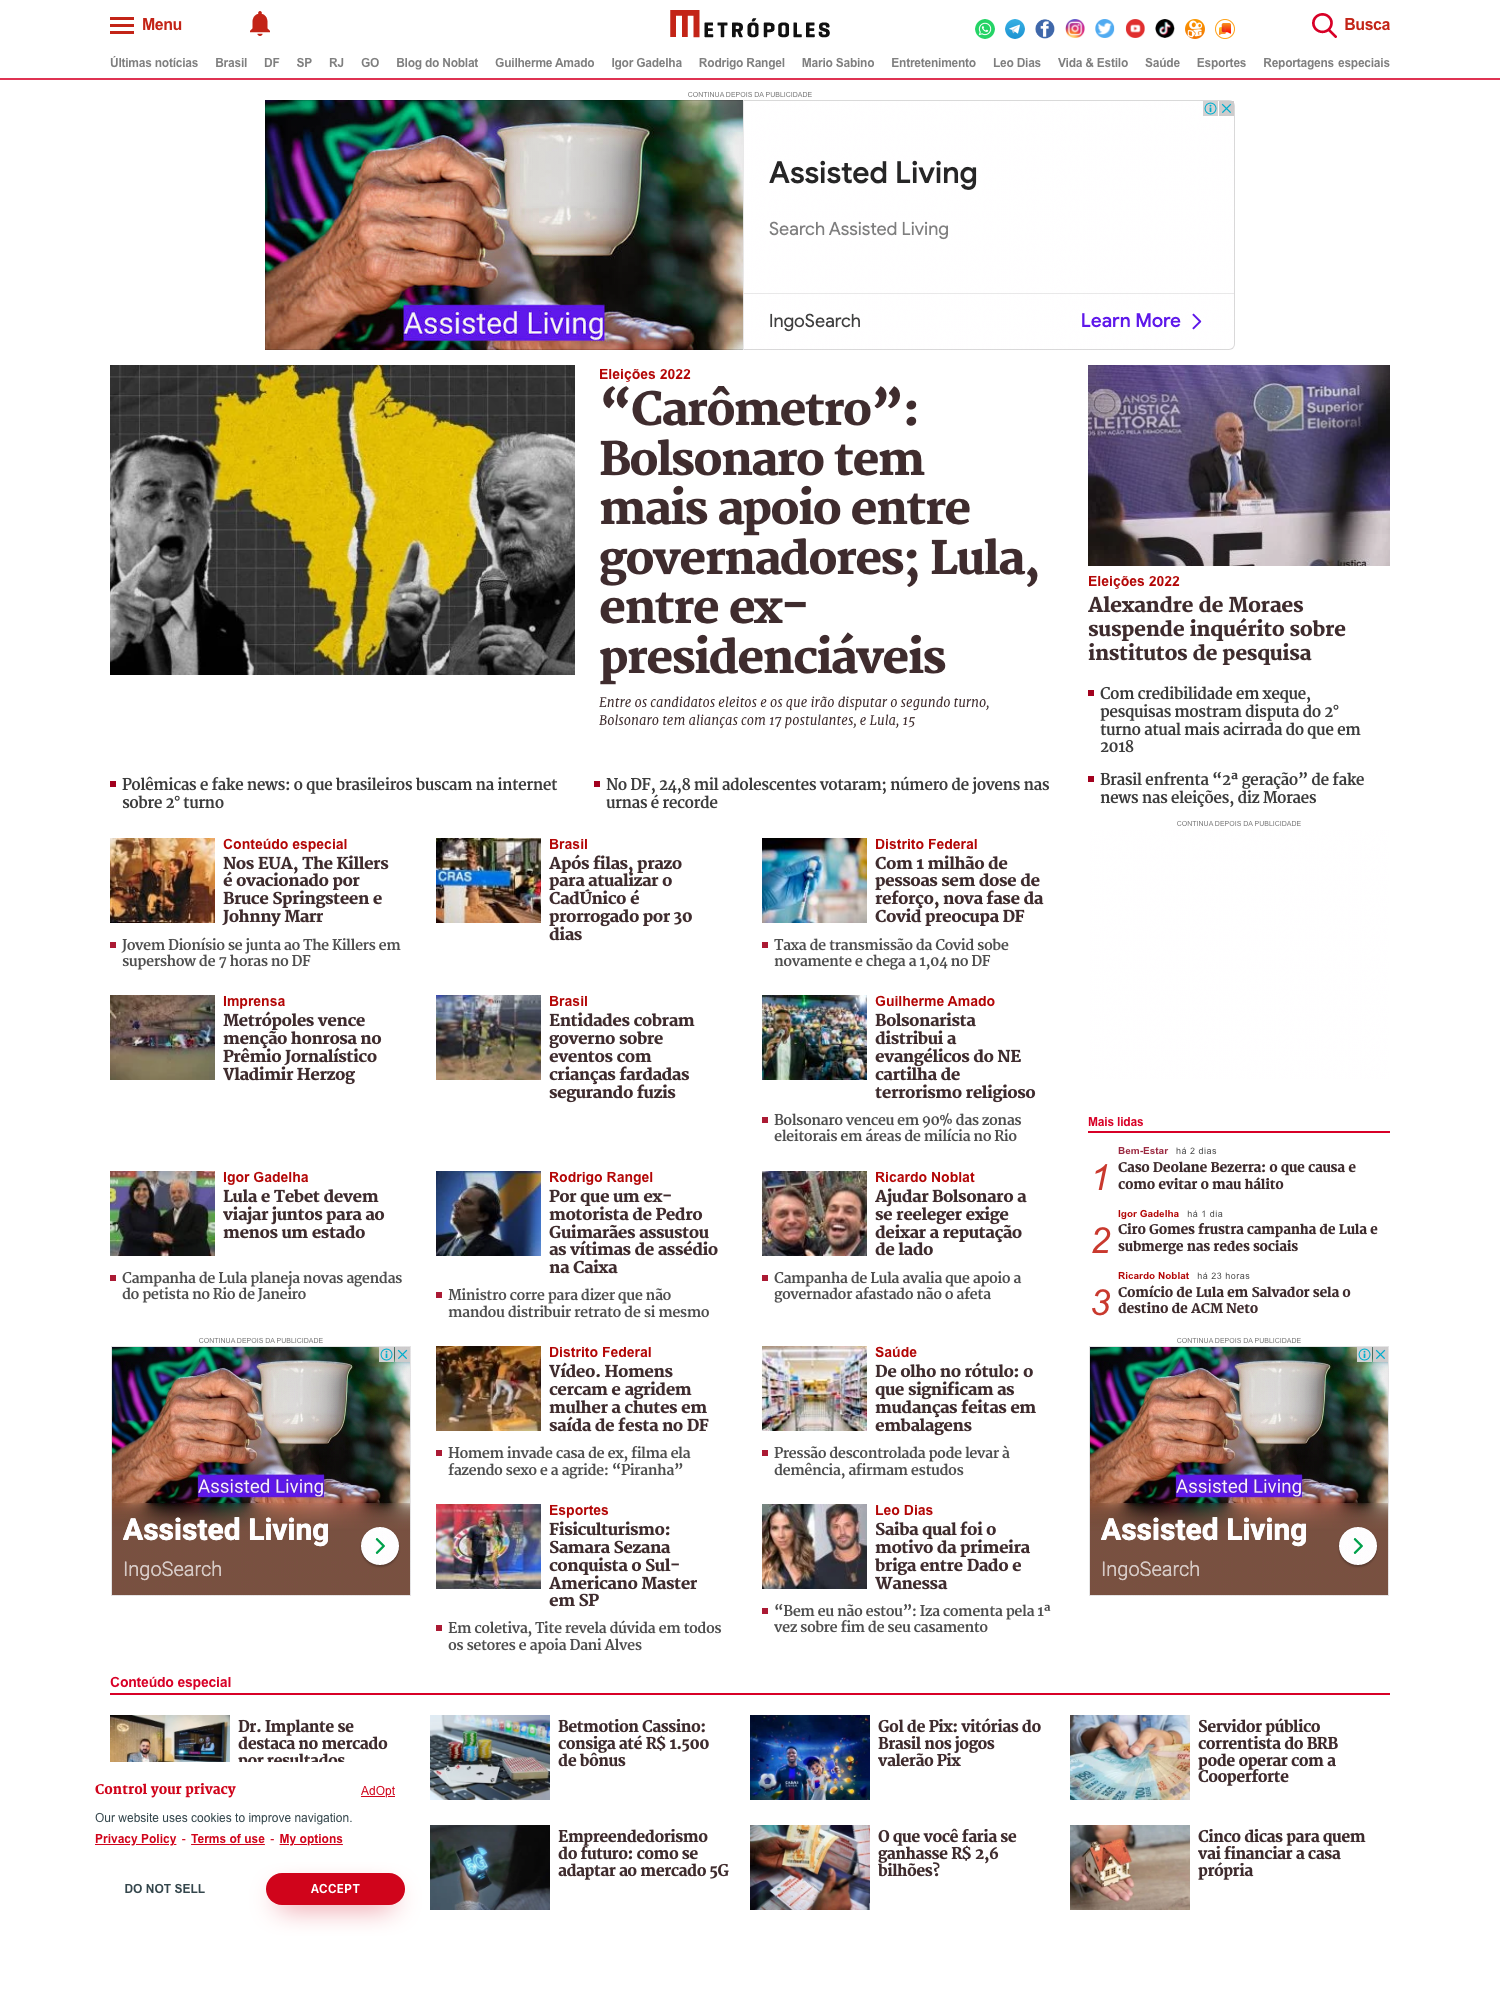 Menu
METRÓPOLES
Busca
Últimas notícias Brasil DF SP RJ GO Blog do Noblat Guilherme Amado Igor Gadelha Rodrigo Rangel Mario Sabino Entretenimento Leo Dias Vida & Estilo Saúde Esportes Reportagens especiais
CONTINUA DEPOIS DA PUBLICIDADE
Assisted Living
Assisted Living
Search Assisted Living
IngoSearch
Learn More
Eleições 2022
“Carômetro”:
Bolsonaro tem
mais apoio entre
governadores; Lula,
entre ex-
presidenciáveis
Entre os candidatos eleitos e os que irão disputar o segundo turno,
Bolsonaro tem alianças com 17 postulantes, e Lula, 15
Polêmicas e fake news: o que brasileiros buscam na internet
sobre 2° turno
No DF, 24,8 mil adolescentes votaram; número de jovens nas
urnas é recorde
ANOS DA
JUSTIÇA
ELEITORAL
Tribunal
Superior
Eleitoral
Eleições 2022
Alexandre de Moraes
suspende inquérito sobre
institutos de pesquisa
Com credibilidade em xeque,
pesquisas mostram disputa do 2°
turno atual mais acirrada do que em
2018
Brasil enfrenta “2ª geração” de fake
news nas eleições, diz Moraes
CONTINUA DEPOIS DA PUBLICIDADE
Conteúdo especial
Nos EUA, The Killers
é ovacionado por
Bruce Springsteen e
Johnny Marr
Jovem Dionísio se junta ao The Killers em
supershow de 7 horas no DF
CRAS
Brasil
Após filas, prazo
para atualizar o
CadÚnico é
prorrogado por 30
dias
Distrito Federal
Com 1 milhão de
pessoas sem dose de
reforço, nova fase da
Covid preocupa DF
Taxa de transmissão da Covid sobe
novamente e chega a 1,04 no DF
Imprensa
Metrópoles vence
menção honrosa no
Prêmio Jornalístico
Vladimir Herzog
Brasil
Entidades cobram
governo sobre
eventos com
crianças fardadas
segurando fuzis
Guilherme Amado
Bolsonarista
distribui a
evangélicos do NE
cartilha de
terrorismo religioso
Bolsonaro venceu em 90% das zonas
eleitorais em áreas de milícia no Rio
Igor Gadelha
Lula e Tebet devem
viajar juntos para ao
menos um estado
Campanha de Lula planeja novas agendas
do petista no Rio de Janeiro
Rodrigo Rangel
Por que um ex-
motorista de Pedro
Guimarães assustou
as vítimas de assédio
na Caixa
Ministro corre para dizer que não
mandou distribuir retrato de si mesmo
Ricardo Noblat
Ajudar Bolsonaro a
se reeleger exige
deixar a reputação
de lado
Campanha de Lula avalia que apoio a
governador afastado não o afeta
Mais lidas
Bem-Estar há 2 dias
1 Caso Deolane Bezerra: o que causa e
como evitar o mau hálito
Igor Gadelha há 1 dia
2 Ciro Gomes frustra campanha de Lula e
submerge nas redes sociais
Ricardo Noblat há 23 horas
3 Comício de Lula em Salvador sela o
destino de ACM Neto
CONTINUA DEPOIS DA PUBLICIDADE
Assisted Living
Assisted Living
IngoSearch
Distrito Federal
Vídeo. Homens
cercam e agridem
mulher a chutes em
saída de festa no DF
Homem invade casa de ex, filma ela
fazendo sexo e a agride: “Piranha”
Saúde
De olho no rótulo: o
que significam as
mudanças feitas em
embalagens
Pressão descontrolada pode levar à
demência, afirmam estudos
Esportes
Fisiculturismo:
Samara Sezana
conquista o Sul-
Americano Master
em SP
Em coletiva, Tite revela dúvida em todos
os setores e apoia Dani Alves
Leo Dias
Saiba qual foi o
motivo da primeira
briga entre Dado e
Wanessa
“Bem eu não estou”: Iza comenta pela 1ª
vez sobre fim de seu casamento
CONTINUA DEPOIS DA PUBLICIDADE
Assisted Living
Assisted Living
IngoSearch
Conteúdo especial
Dr. Implante se
destaca no mercado
por resultados
Betmotion Cassino:
consiga até R$ 1.500
de bônus
Gol de Pix: vitórias do
Brasil nos jogos
valerão Pix
Servidor público
correntista do BRB
pode operar com a
Cooperforte
5G
Empreendedorismo
do futuro: como se
adaptar ao mercado 5G
O que você faria se
ganhasse R$ 2,6
bilhões?
Cinco dicas para quem
vai financiar a casa
própria
Control your privacy
AdOpt
Our website uses cookies to improve navigation.
Privacy Policy - Terms of use - My options
DO NOT SELL
ACCEPT